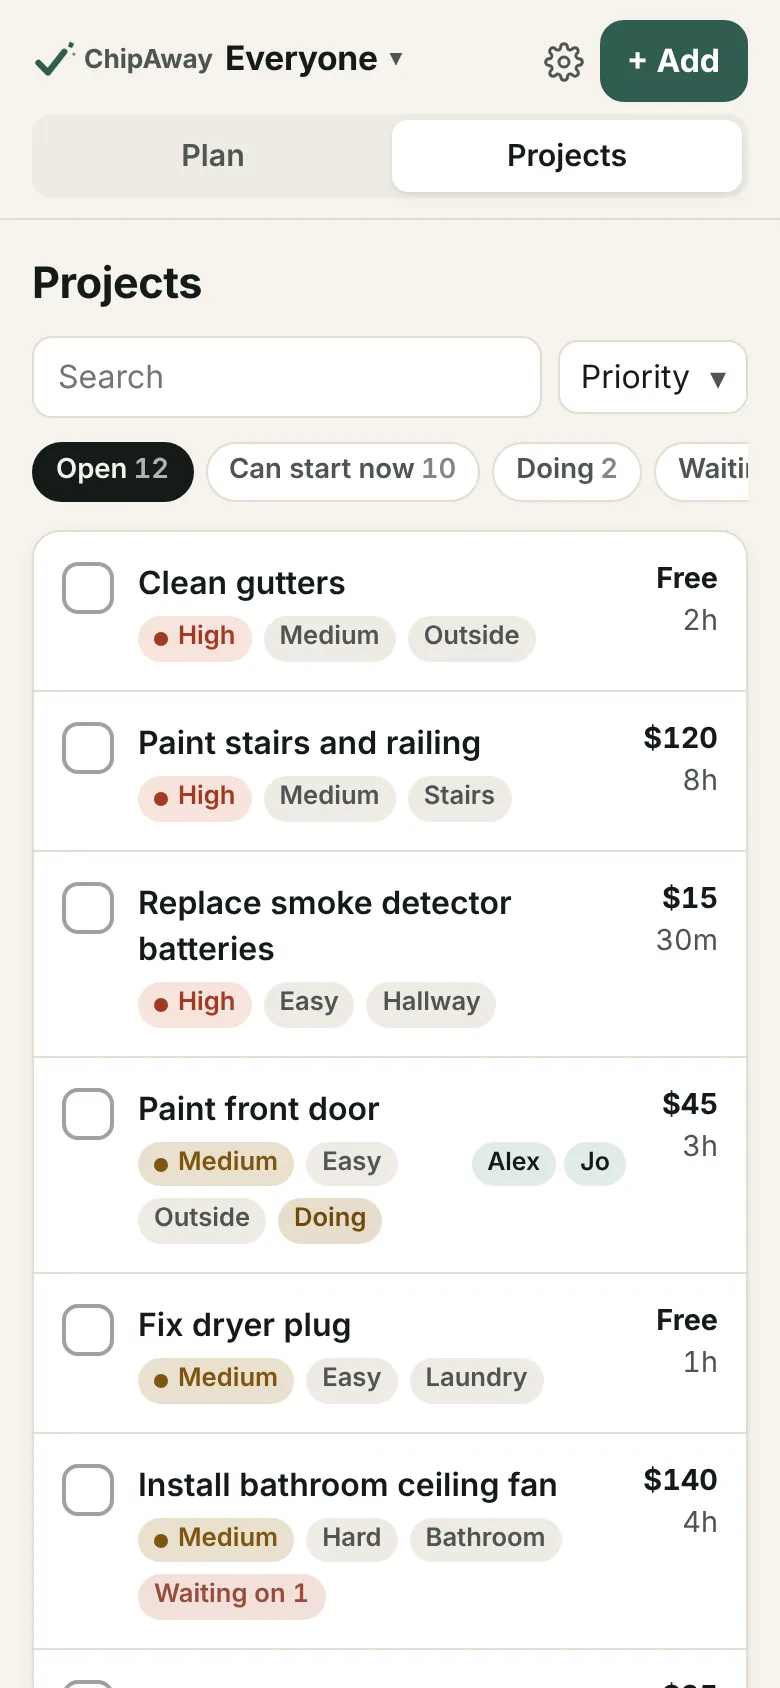 ChipAway Everyone ▼
+ Add
Plan
Projects
Projects
Search
Priority ▼
Open 12
Can start now 10
Doing 2
Clean gutters
Free
High Medium Outside
2h
Paint stairs and railing
$120
High Medium Stairs
8h
Replace smoke detector
batteries
$15
30m
High Easy Hallway
Paint front door
$45
Medium Easy
Alex Jo
3h
Outside Doing
Fix dryer plug
Free
Medium Easy Laundry
1h
Install bathroom ceiling fan
$140
Medium Hard Bathroom
4h
Waiting on 1